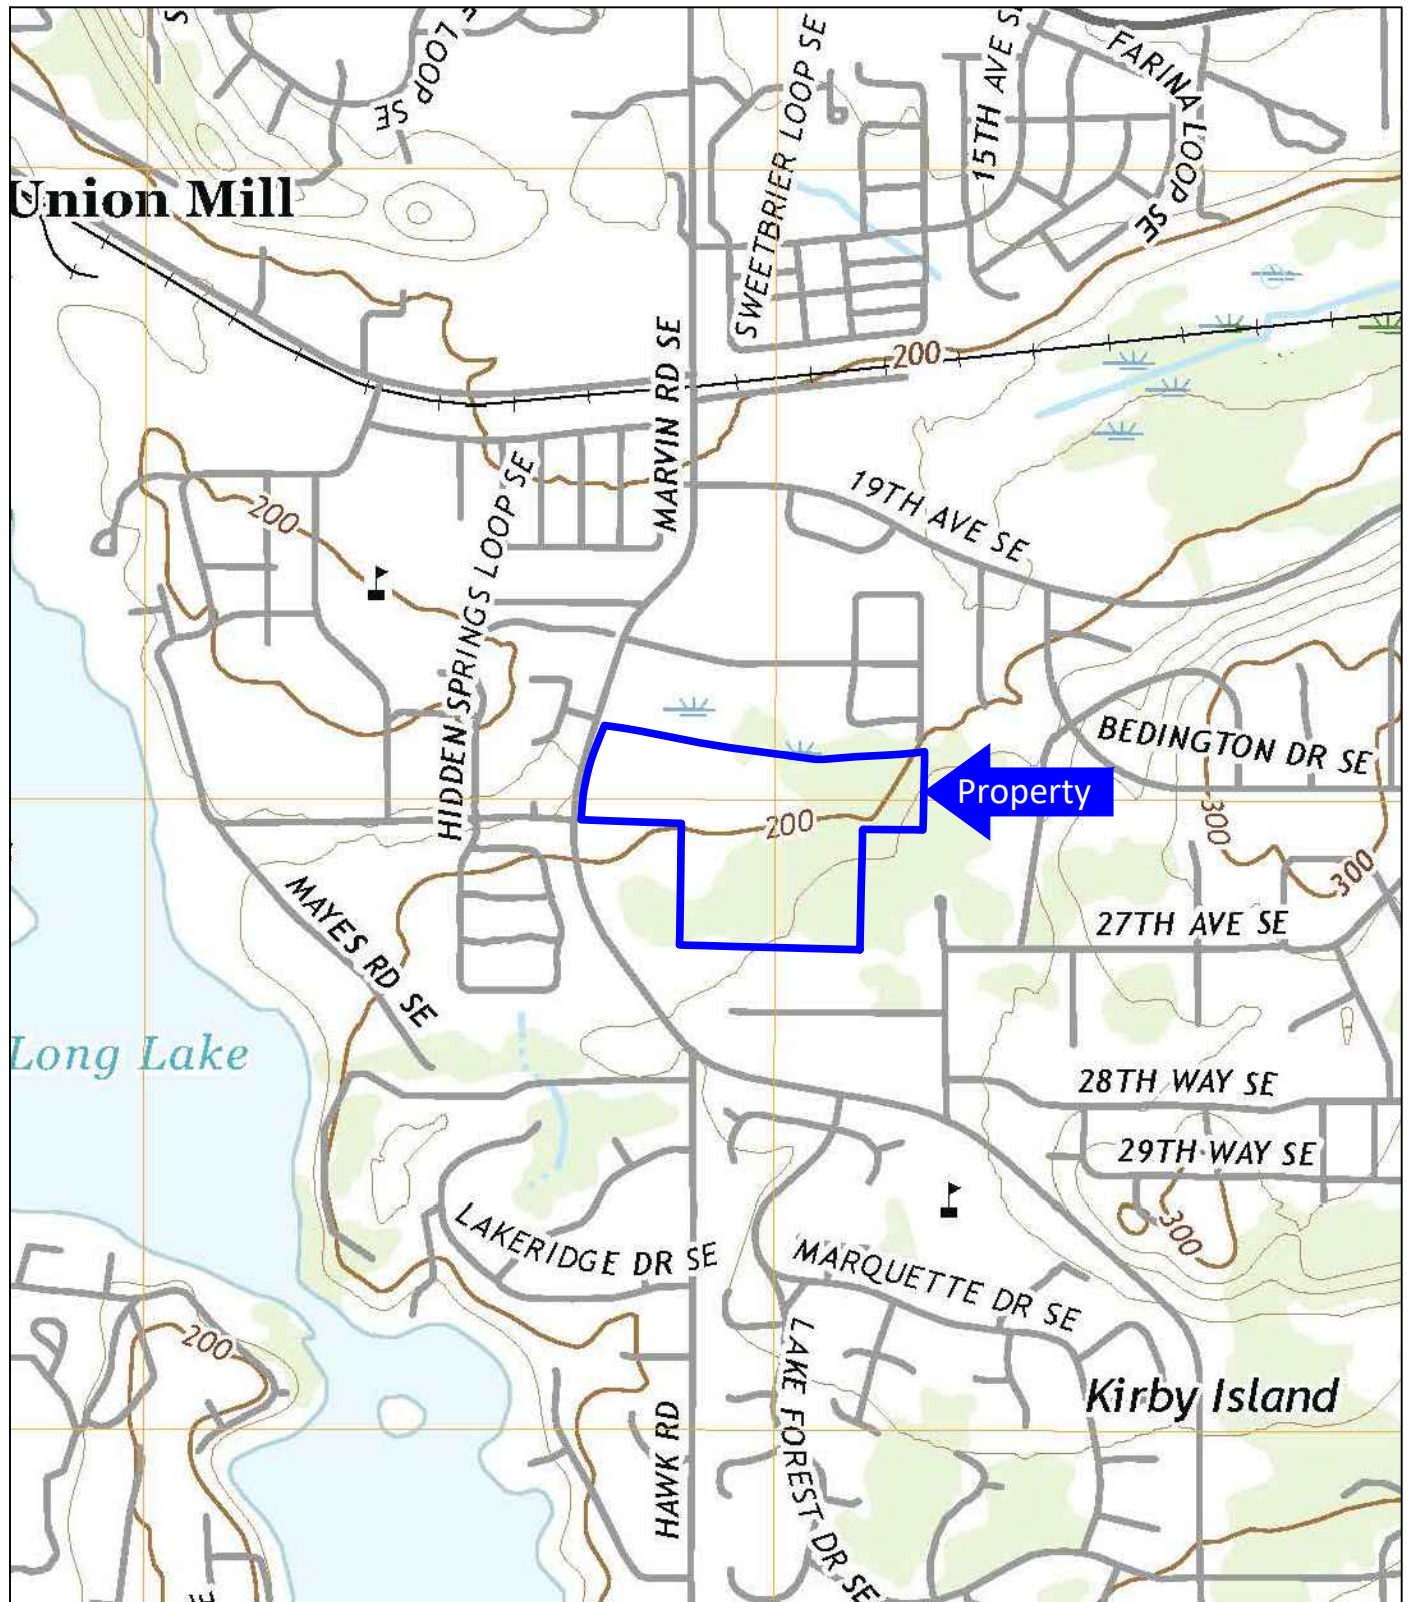 LOOP SE
FARINA LOOP SE
15TH AVE SE
SWEETBRIER LOOP SE
Union Mill
MARVIN RD SE
200
19TH AVE SE
200
HIDDEN SPRINGS LOOP SE
BEDINGTON DR SE
Property
200
300
300
MAYES RD SE
27TH AVE SE
Long Lake
28TH WAY SE
29TH WAY SE
300
LAKERIDGE DR SE
MARQUETTE DR SE
200
LAKE FOREST DR SE
Kirby Island
HAWK RD